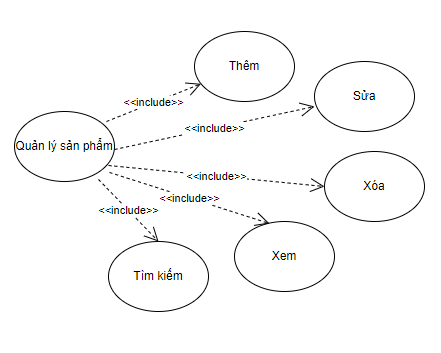 Thêm
Sửa
<<include>>
<<include>>
Quản lý sản phẩm
<<include>>
Xóa
<<include>>
<<include>>
Xem
Tìm kiếm